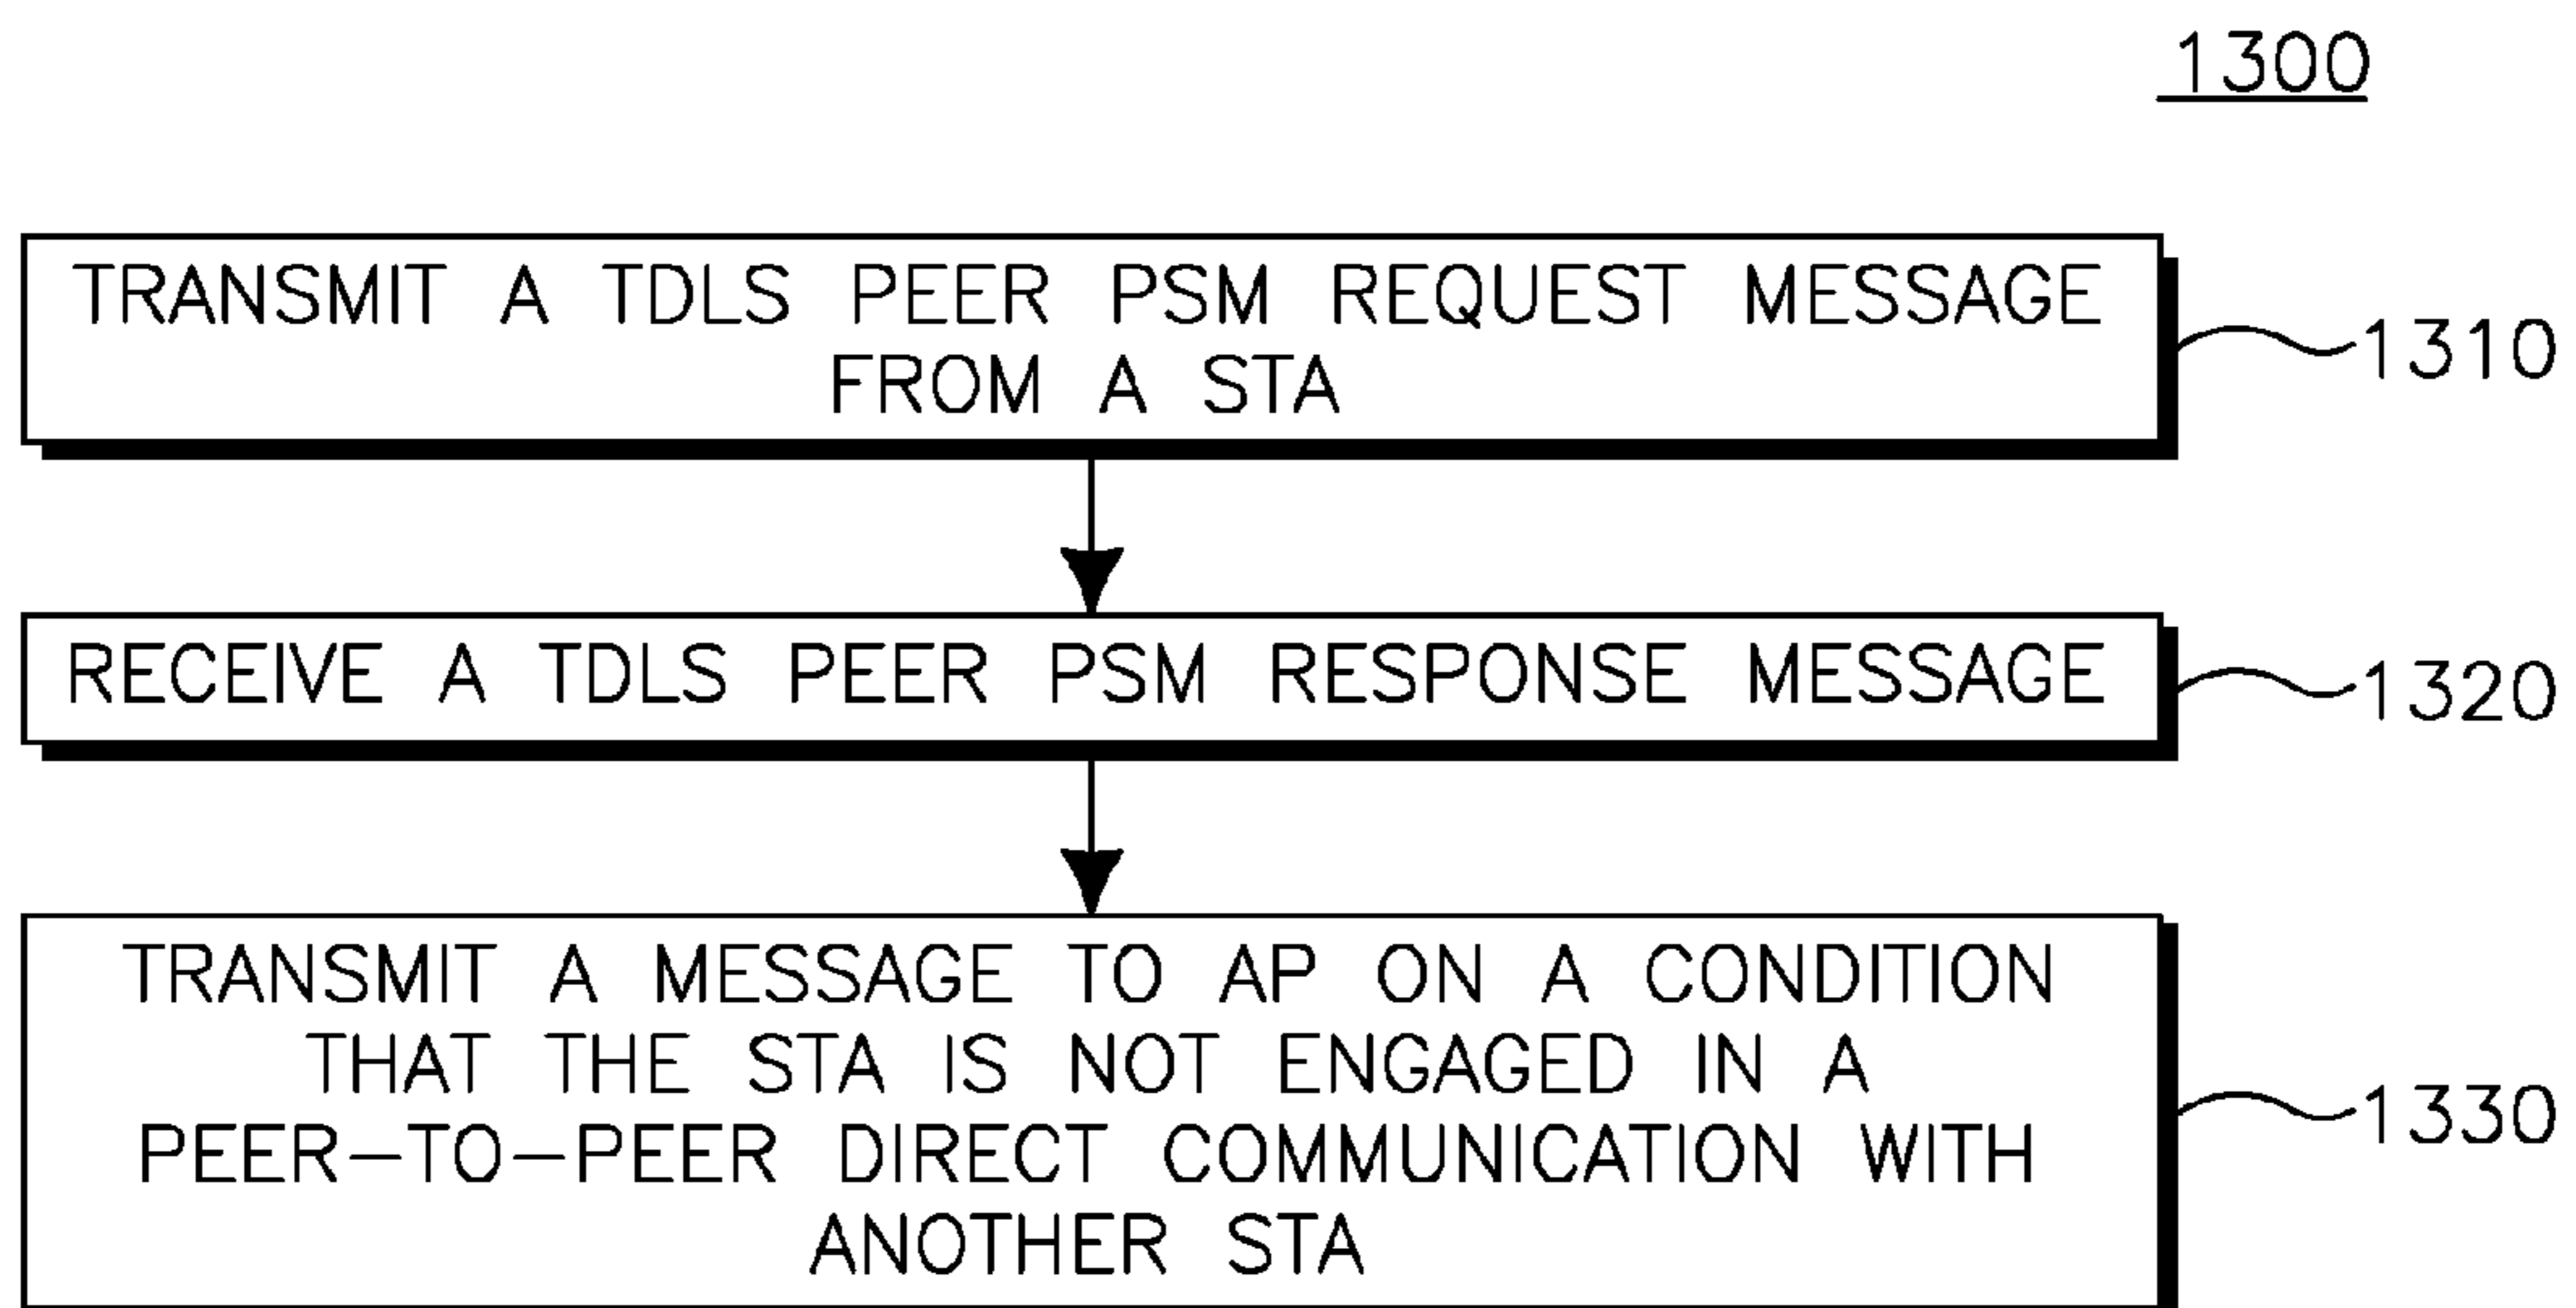 1300
TRANSMIT A TDLS PEER PSM REQUEST MESSAGE
FROM A STA
1310
RECEIVE A TDLS PEER PSM RESPONSE MESSAGE
1320
TRANSMIT A MESSAGE TO AP ON A CONDITION
THAT THE STA IS NOT ENGAGED IN A
PEER-TO-PEER DIRECT COMMUNICATION WITH
ANOTHER STA
1330